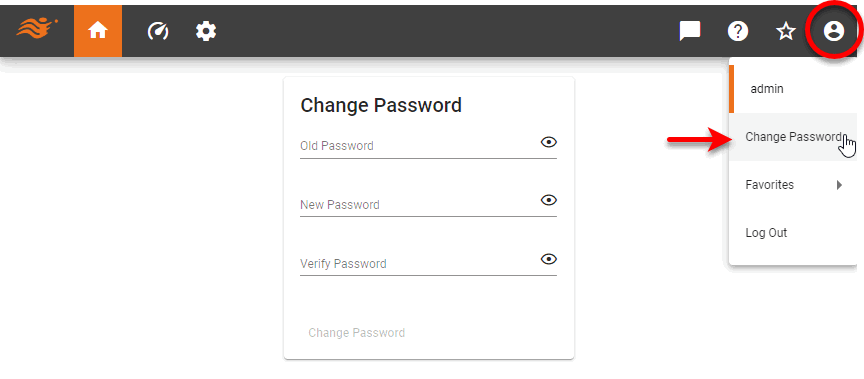 Change Password
Old Password
New Password
Verify Password
Change Password
admin
Change Password
Favorites
Log Out